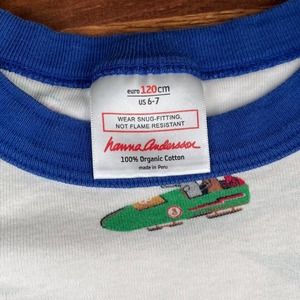 euro 120cm
US 6-7
WEAR SNUG-FITTING.
NOT FLAME RESISTANT
hanna Andersson
100% Organic Cotton
made in Peru